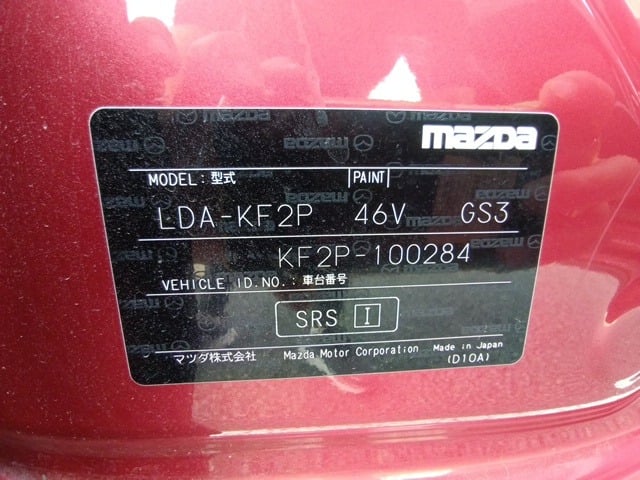 mazda
MODEL: 型式 PAINT
LDA-KF2P 46V GS3
KF2P-100284
VEHICLE ID.NO.: 車台番号
SRS I
マツダ株式会社 Mazda Motor Corporation Made in Japan
(D10A)